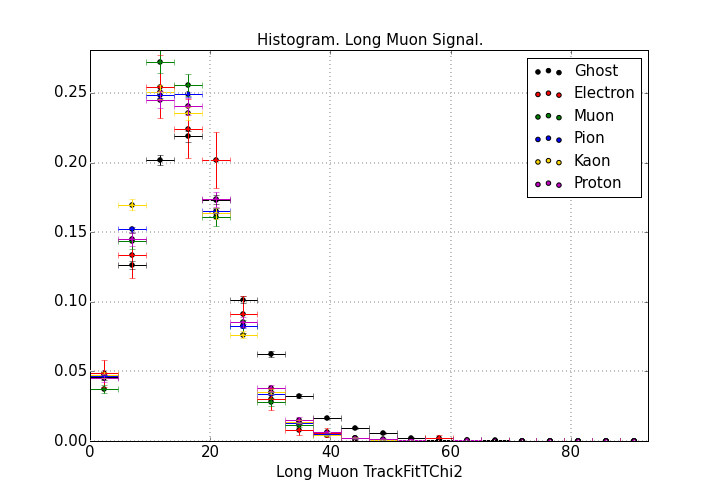 Histogram. Long Muon Signal.
Ghost
Electron
Muon
Pion
Kaon
Proton
0.25
0.20
0.15
0.10
0.05
0.00
0 20 40 60 80
Long Muon TrackFitTChi2